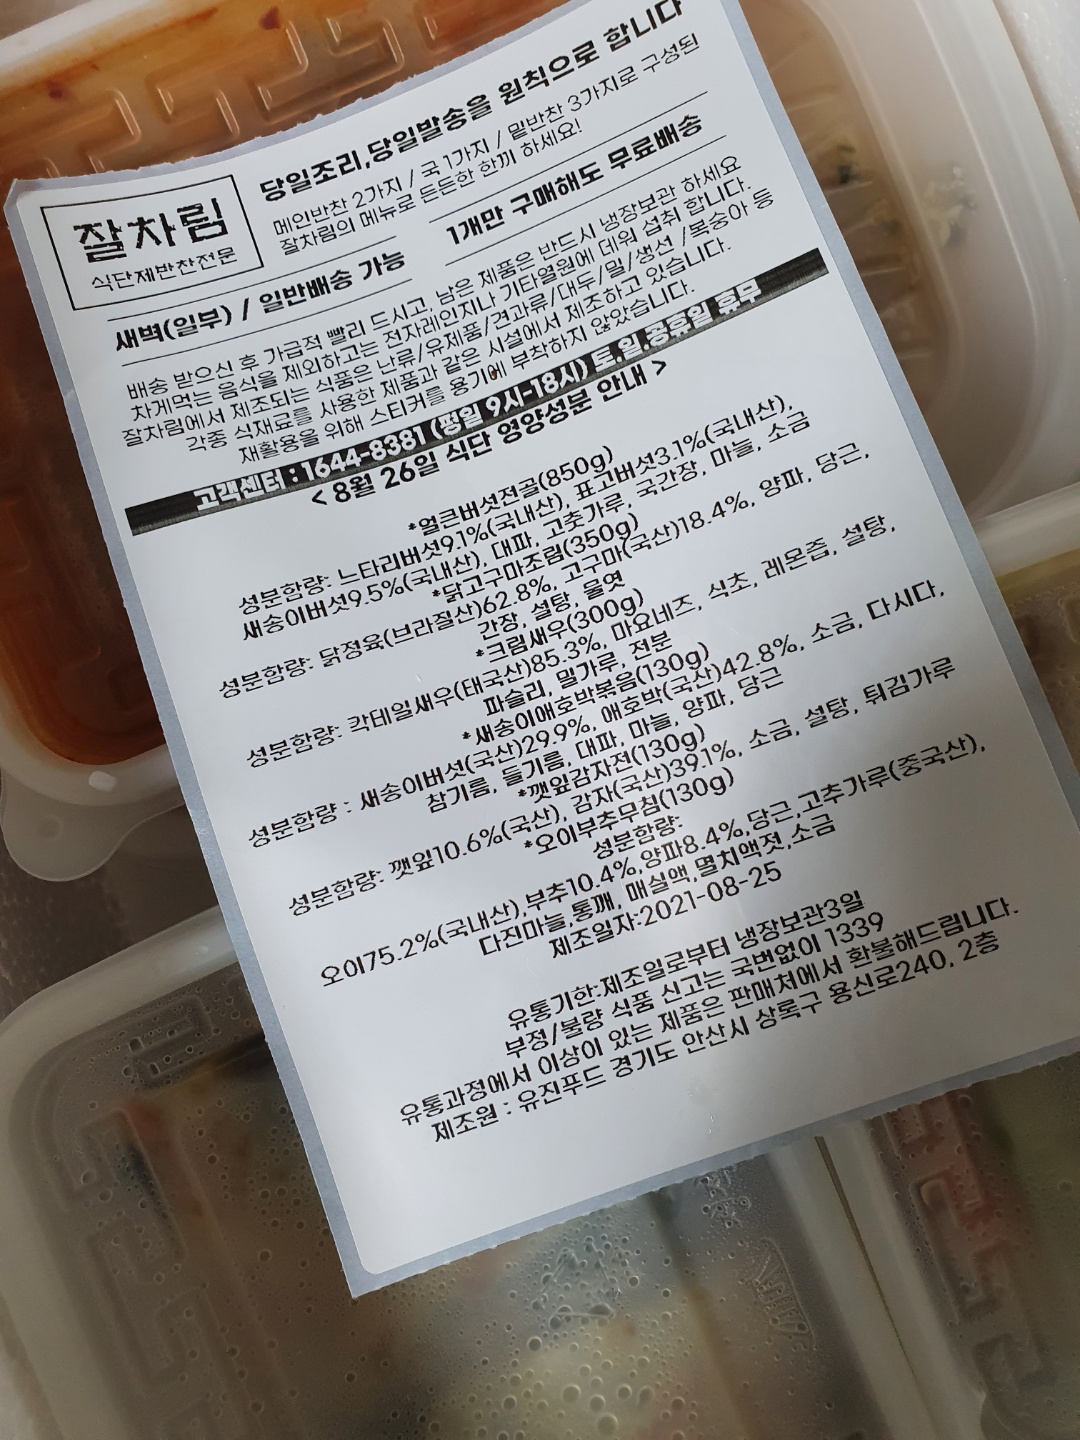 당일조리,당일발송을 원칙으로 합니다
메인반찬 2가지 / 국 1가지 / 밑반찬 3가지로 구성된
잘차림의 메뉴로 든든한 한끼 하세요!
잘차림
식단제반찬전문
새벽(일부) / 일반배송 가능
1개만 구매해도 무료배송
배송 받으신 후 가급적 빨리 드시고, 남은 제품은 반드시 냉장보관 하세요
차게먹는 음식을 제외하고는 전자레인지나 기타열원에 데워 섭취 합니다.
잘차림에서 제조되는 식품은 난류/유제품/견과류/대두/밀/생선 /복숭아 등
각종 식재료를 사용한 제품과 같은 시설에서 제조하고 있습니다.
재활용을 위해 스티커를 용기에 부착하지 않았습니다.
고객센터 : 1644-8381 (평일 9시-18시) 토,일,공휴일 휴무
< 8월 26일 식단 영양성분 안내 >
*얼큰버섯전골(850g)
성분함량: 느타리버섯9.1%(국내산), 표고버섯3.1%(국내산),
새송이버섯9.5%(국내산), 대파, 고춧가루, 국간장, 마늘, 소금
*닭고구마조림(350g)
성분함량: 닭정육(브라질산)62.8%, 고구마(국산)18.4%, 양파, 당근,
간장, 설탕, 물엿
*크림새우(300g)
성분함량: 칵테일새우(태국산)85.3%, 마요네즈, 식초, 레몬즙, 설탕,
파슬리, 밀가루, 전분
*새송이애호박볶음(130g)
성분함량 : 새송이버섯(국산)29.9%, 애호박(국산)42.8%, 소금, 다시다,
참기름, 들기름, 대파, 마늘, 양파, 당근
*깻잎감자전(130g)
성분함량: 깻잎10.6%(국산), 감자(국산)39.1%, 소금, 설탕, 튀김가루
*오이부추무침(130g)
성분함량:
오이75.2%(국내산),부추10.4%,양파8.4%,당근,고추가루(중국산),
다진마늘,통깨, 매실액,멸치액젓,소금
제조일자:2021-08-25
유통기한:제조일로부터 냉장보관3일
부정/불량 식품 신고는 국번없이 1339
유통과정에서 이상이 있는 제품은 판매처에서 환불해드립니다.
제조원 : 유진푸드 경기도 안산시 상록구 용신로240, 2층